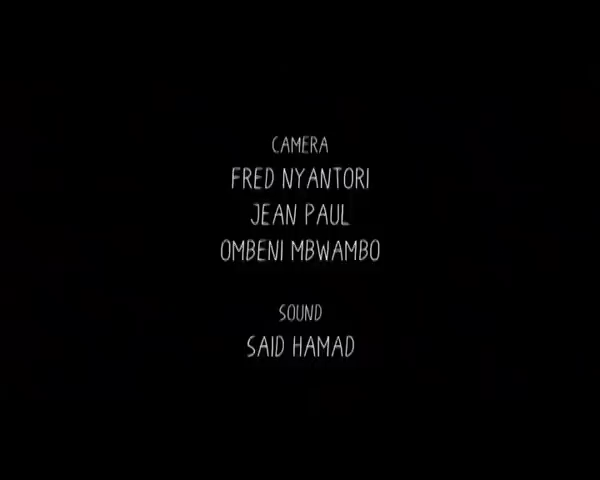 CAMERA
FRED NYANTORI
JEAN PAUL
OMBENI MBWAMBO
SOUND
SAID HAMAD